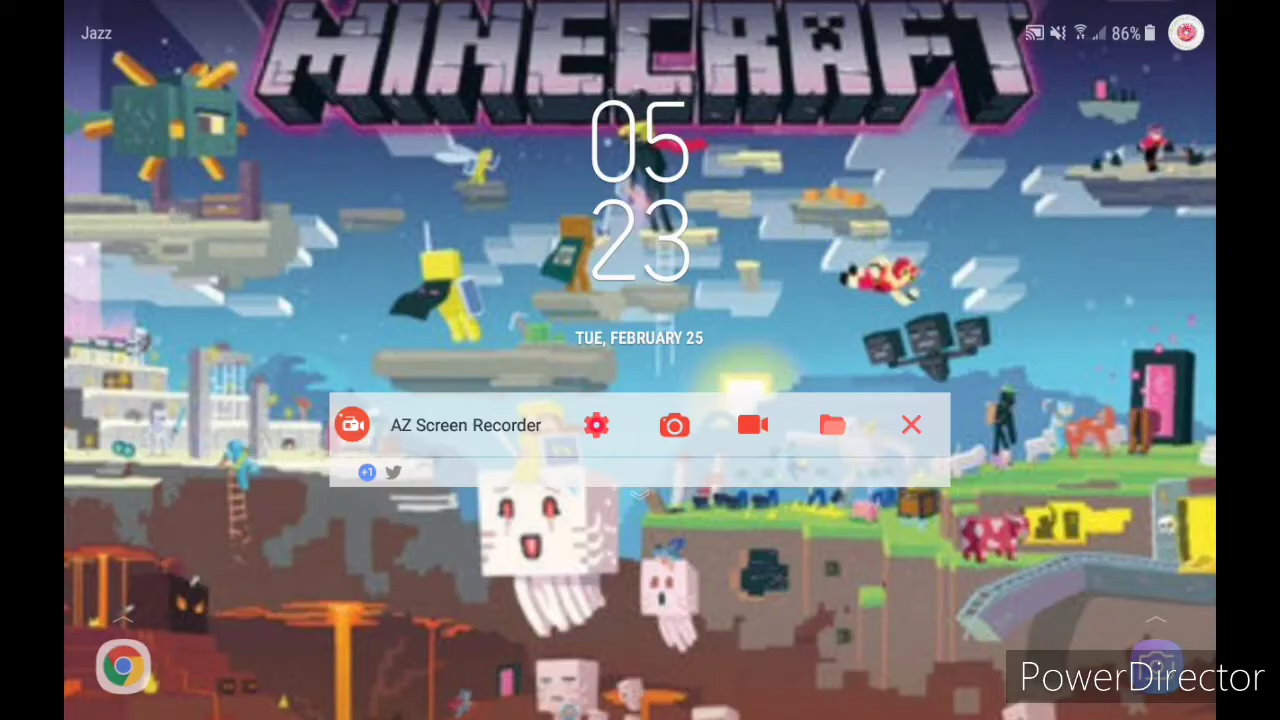 Jazz
86%
MINECRAFT
05
23
TUE, FEBRUARY 25
AZ Screen Recorder
+1
PowerDirector